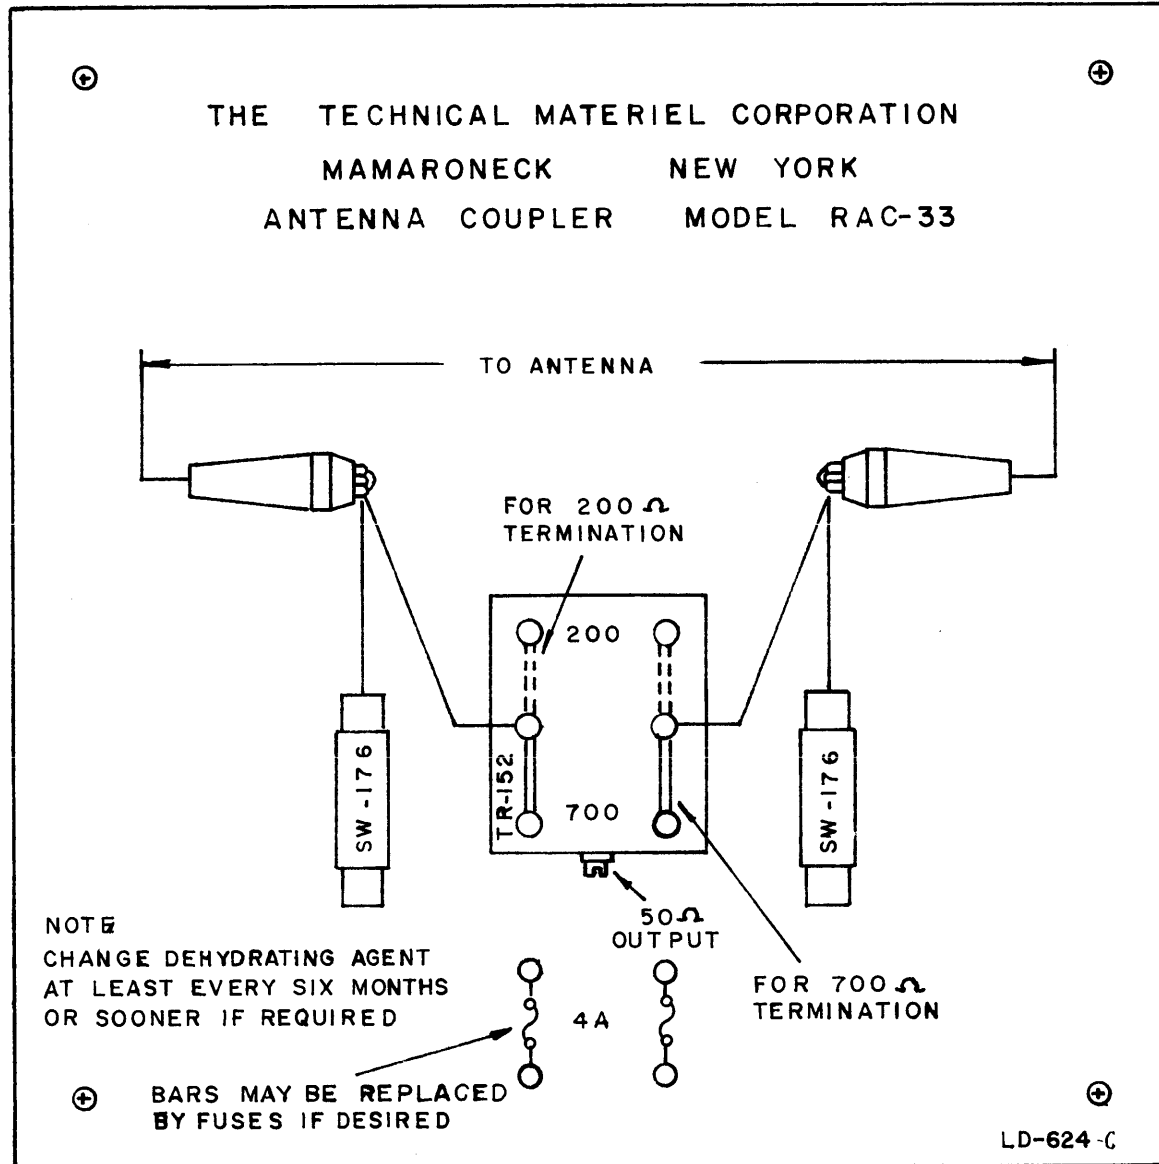 THE TECHNICAL MATERIEL CORPORATION
MAMARONECK NEW YORK
ANTENNA COUPLER MODEL RAC-33
TO ANTENNA
FOR 200 Ω
TERMINATION
200
TR-152
700
SW-176
SW-176
50Ω
OUTPUT
FOR 700 Ω
TERMINATION
NOTE
CHANGE DEHYDRATING AGENT
AT LEAST EVERY SIX MONTHS
OR SOONER IF REQUIRED
4A
BARS MAY BE REPLACED
BY FUSES IF DESIRED
LD-624-C